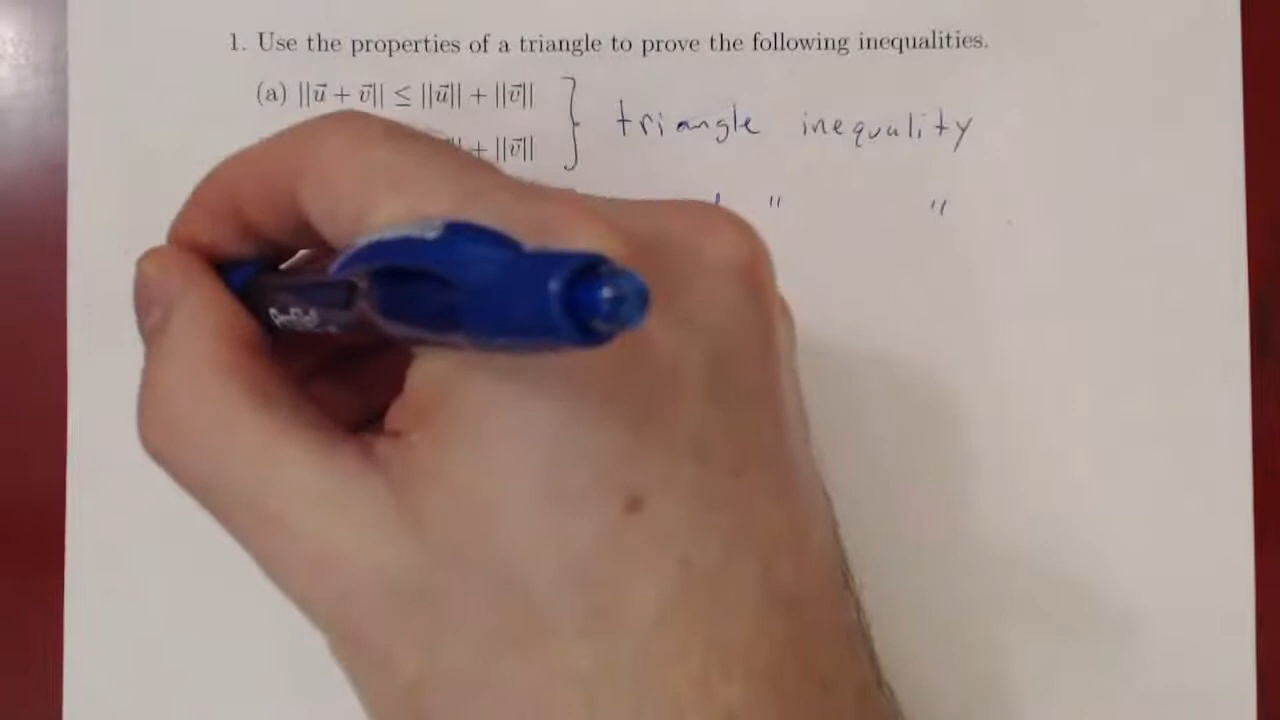 1. Use the properties of a triangle to prove the following inequalities.
(a) ||u⃗ + v⃗|| ≤ ||u⃗|| + ||v⃗|| } triangle inequality
|| + ||v⃗||
" "